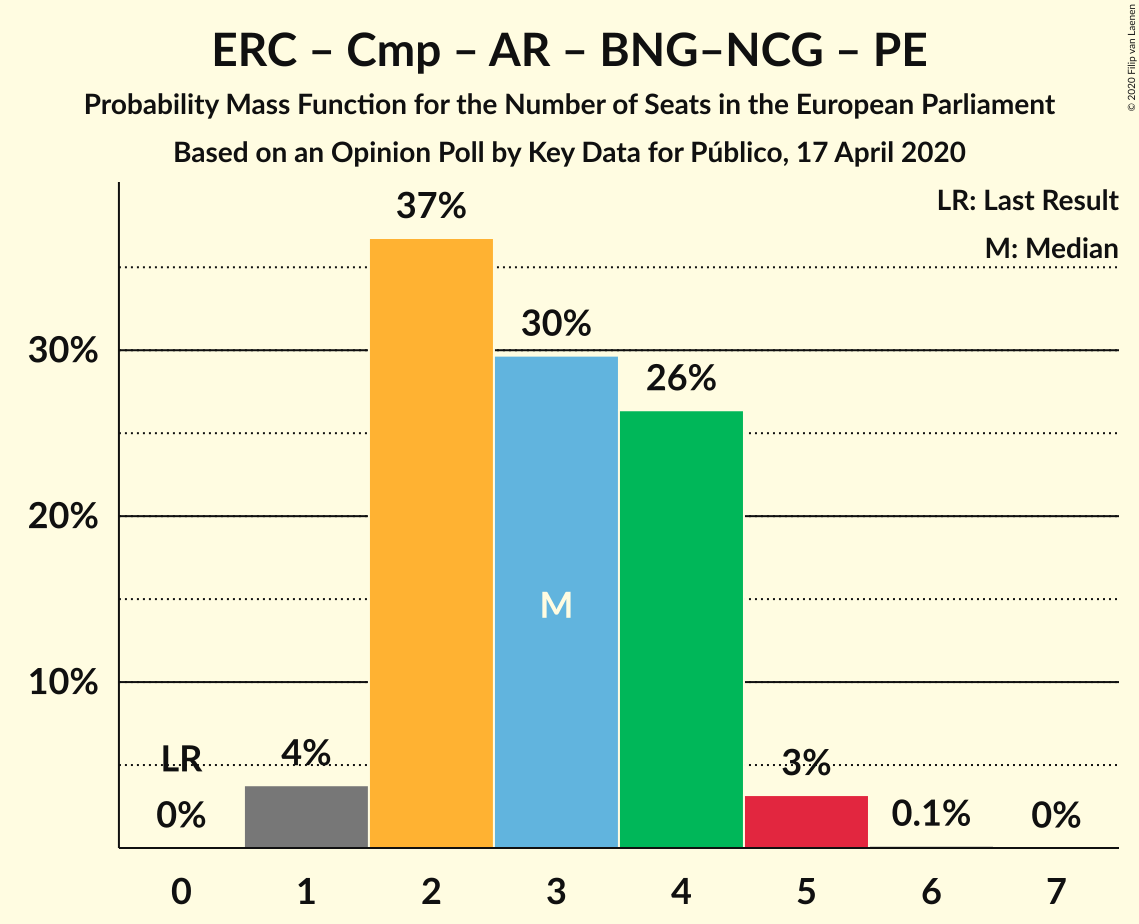 ERC – Cmp – AR – BNG–NCG – PE
Probability Mass Function for the Number of Seats in the European Parliament
Based on an Opinion Poll by Key Data for Público, 17 April 2020
© 2020 Filip van Laenen
LR: Last Result
M: Median
37%
30%
26%
30%
20%
M
10%
LR
4%
3%
0%
0.1%
0%
0 1 2 3 4 5 6 7